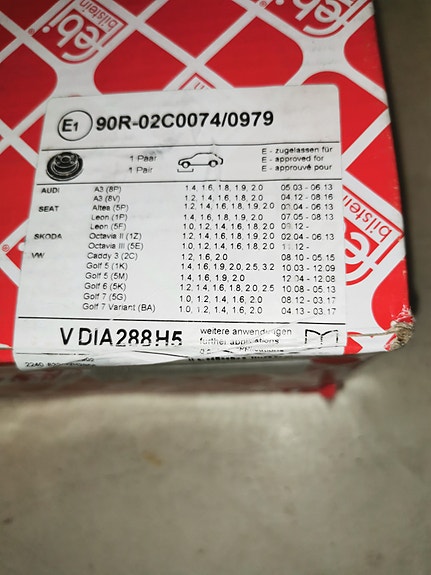 febi
bilstein
febi
bilstein
E1 90R-02C0074/0979
1 Paar
1 Pair
E - zugelassen für
E - approved for
E - approuvé pour
AUDI A3 (8P) 1.4, 1.6, 1.8, 1.9, 2.0 05.03 - 06.13
A3 (8V) 1.2, 1.4, 1.6, 1.8, 2.0 04.12 - 08.16
SEAT Altea (5P) 1.2, 1.4, 1.6, 1.8, 1.9, 2.0 03.04 - 06.13
Leon (1P) 1.2, 1.4, 1.6, 1.8, 1.9, 2.0 07.05 - 08.13
Leon (5F) 1.0, 1.2, 1.4, 1.6, 1.8, 2.0 09.12 -
SKODA Octavia II (1Z) 1.2, 1.4, 1.6, 1.8, 1.9, 2.0 02.04 - 06.13
Octavia III (5E) 1.0, 1.2, 1.4, 1.6, 1.8, 2.0 .12 -
VW Caddy 3 (2C) 1.2, 1.6, 2.0 08.10 - 05.15
Golf 5 (1K) 1.4, 1.6, 1.9, 2.0, 2.5, 3.2 10.03 - 12.09
Golf 5 (5M) 1.2, 1.4, 1.6, 1.9, 2.0 12.04 - 12.08
Golf 6 (5K) 1.2, 1.4, 1.6, 1.8, 2.0, 2.5 10.08 - 05.13
Golf 7 (5G) 1.0, 1.2, 1.4, 1.6, 2.0 08.12 - 03.17
Golf 7 Variant (BA) 1.0, 1.2, 1.4, 1.6, 2.0 04.13 - 03.17
V DIA288H5
weitere anwendungen
further applications